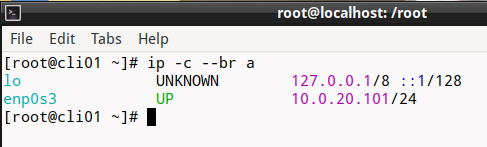 root@localhost: /root
File Edit Tabs Help
[root@cli01 ~]# ip -c --br a
lo UNKNOWN 127.0.0.1/8 ::1/128
enp0s3 UP 10.0.20.101/24
[root@cli01 ~]#